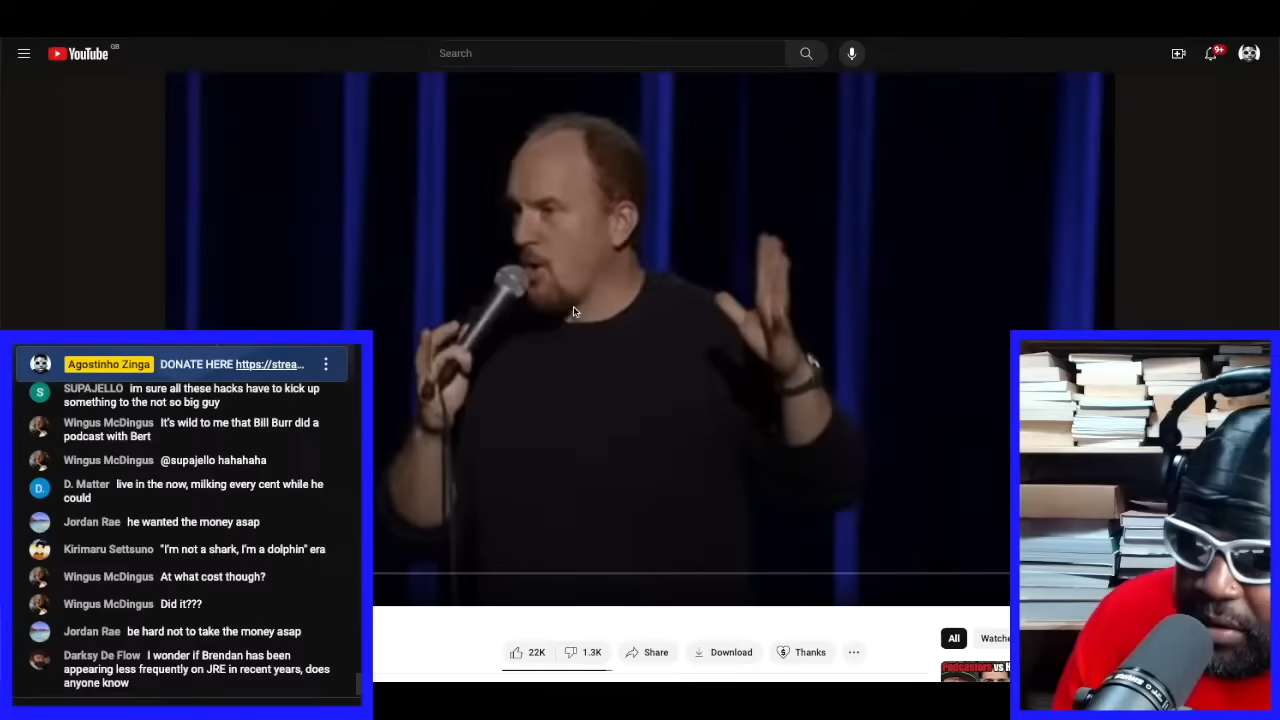 YouTube GB
Search
9+
Agostinho Zinga DONATE HERE https://strea...
S SUPAJELLO im sure all these hacks have to kick up
something to the not so big guy
Wingus McDingus It's wild to me that Bill Burr did a
podcast with Bert
Wingus McDingus @supajello hahahaha
D. D. Matter live in the now, milking every cent while he
could
Jordan Rae he wanted the money asap
Kirimaru Settsuno "I'm not a shark, I'm a dolphin" era
Wingus McDingus At what cost though?
Wingus McDingus Did it???
Jordan Rae be hard not to take the money asap
Darksy De Flow I wonder if Brendan has been
appearing less frequently on JRE in recent years, does
anyone know
22K 1.3K Share Download Thanks
All Watche
Podcasters vs H